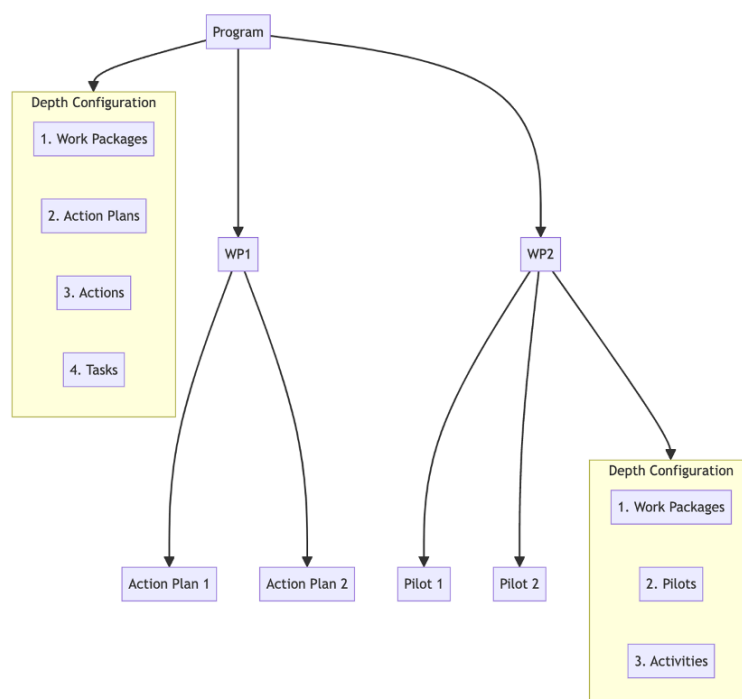 Program
Depth Configuration
1. Work Packages
2. Action Plans
3. Actions
4. Tasks
WP1
WP2
Action Plan 1
Action Plan 2
Pilot 1
Pilot 2
Depth Configuration
1. Work Packages
2. Pilots
3. Activities